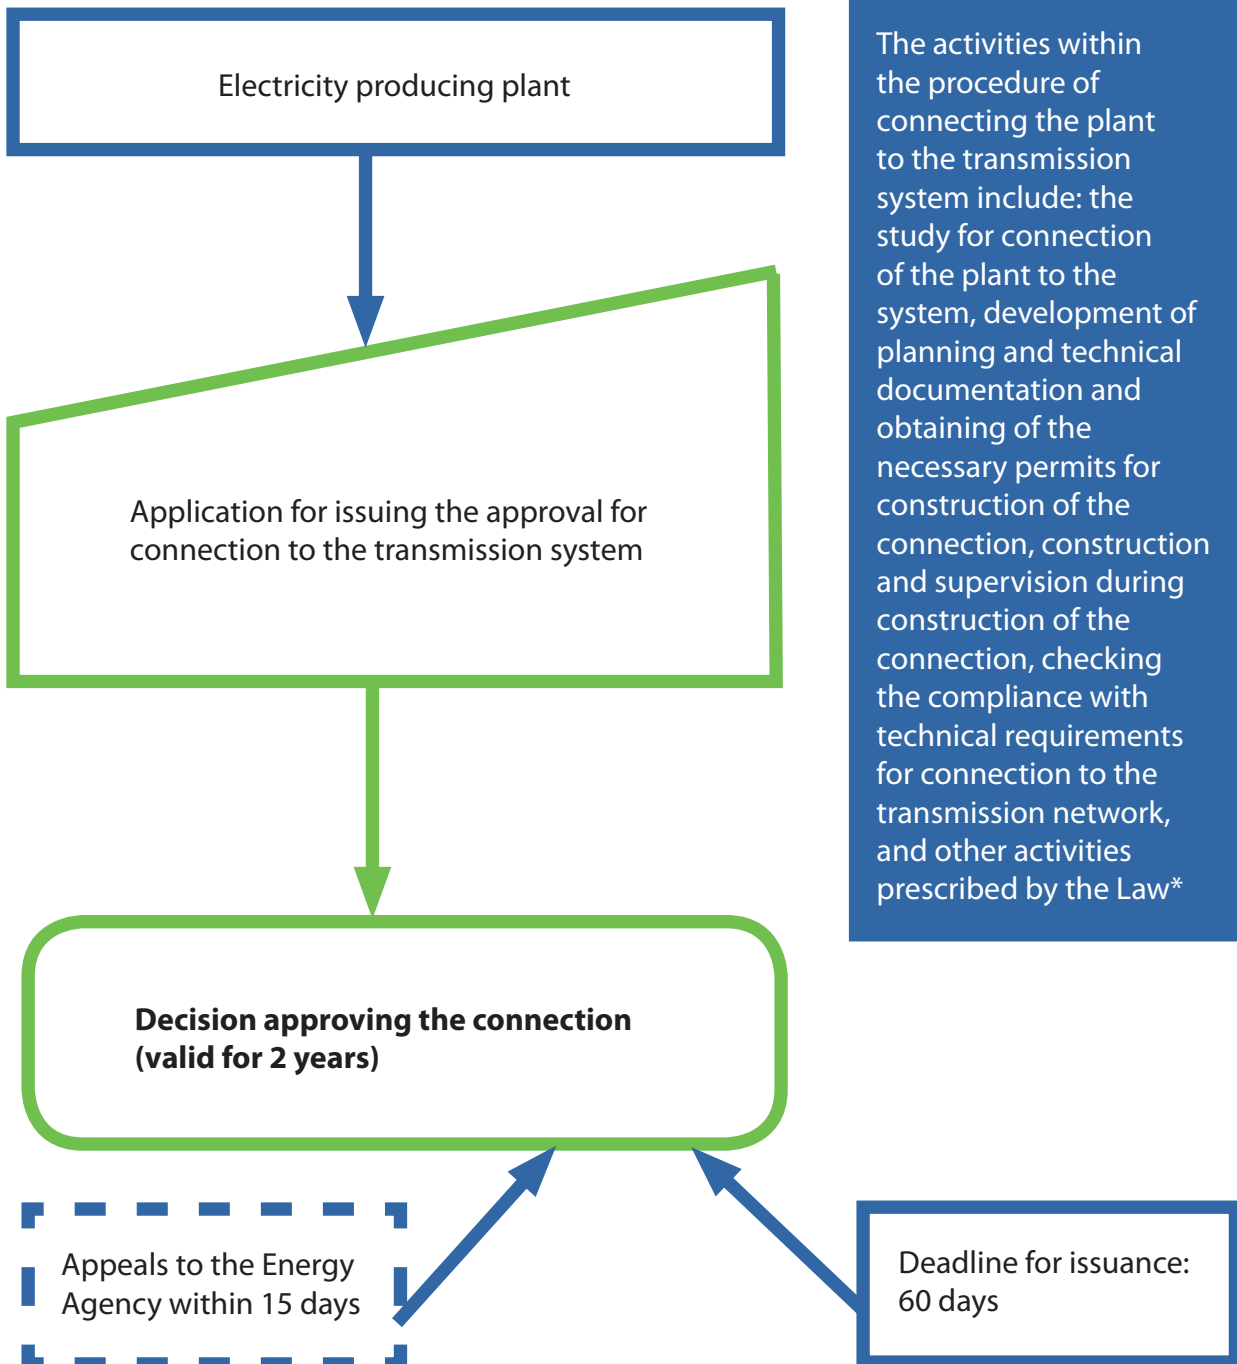 Electricity producing plant
The activities within
the procedure of
connecting the plant
to the transmission
system include: the
study for connection
of the plant to the
system, development of
planning and technical
documentation and
obtaining of the
necessary permits for
construction of the
connection, construction
and supervision during
construction of the
connection, checking
the compliance with
technical requirements
for connection to the
transmission network,
and other activities
prescribed by the Law*
Application for issuing the approval for
connection to the transmission system
Decision approving the connection
(valid for 2 years)
Appeals to the Energy
Agency within 15 days
Deadline for issuance:
60 days